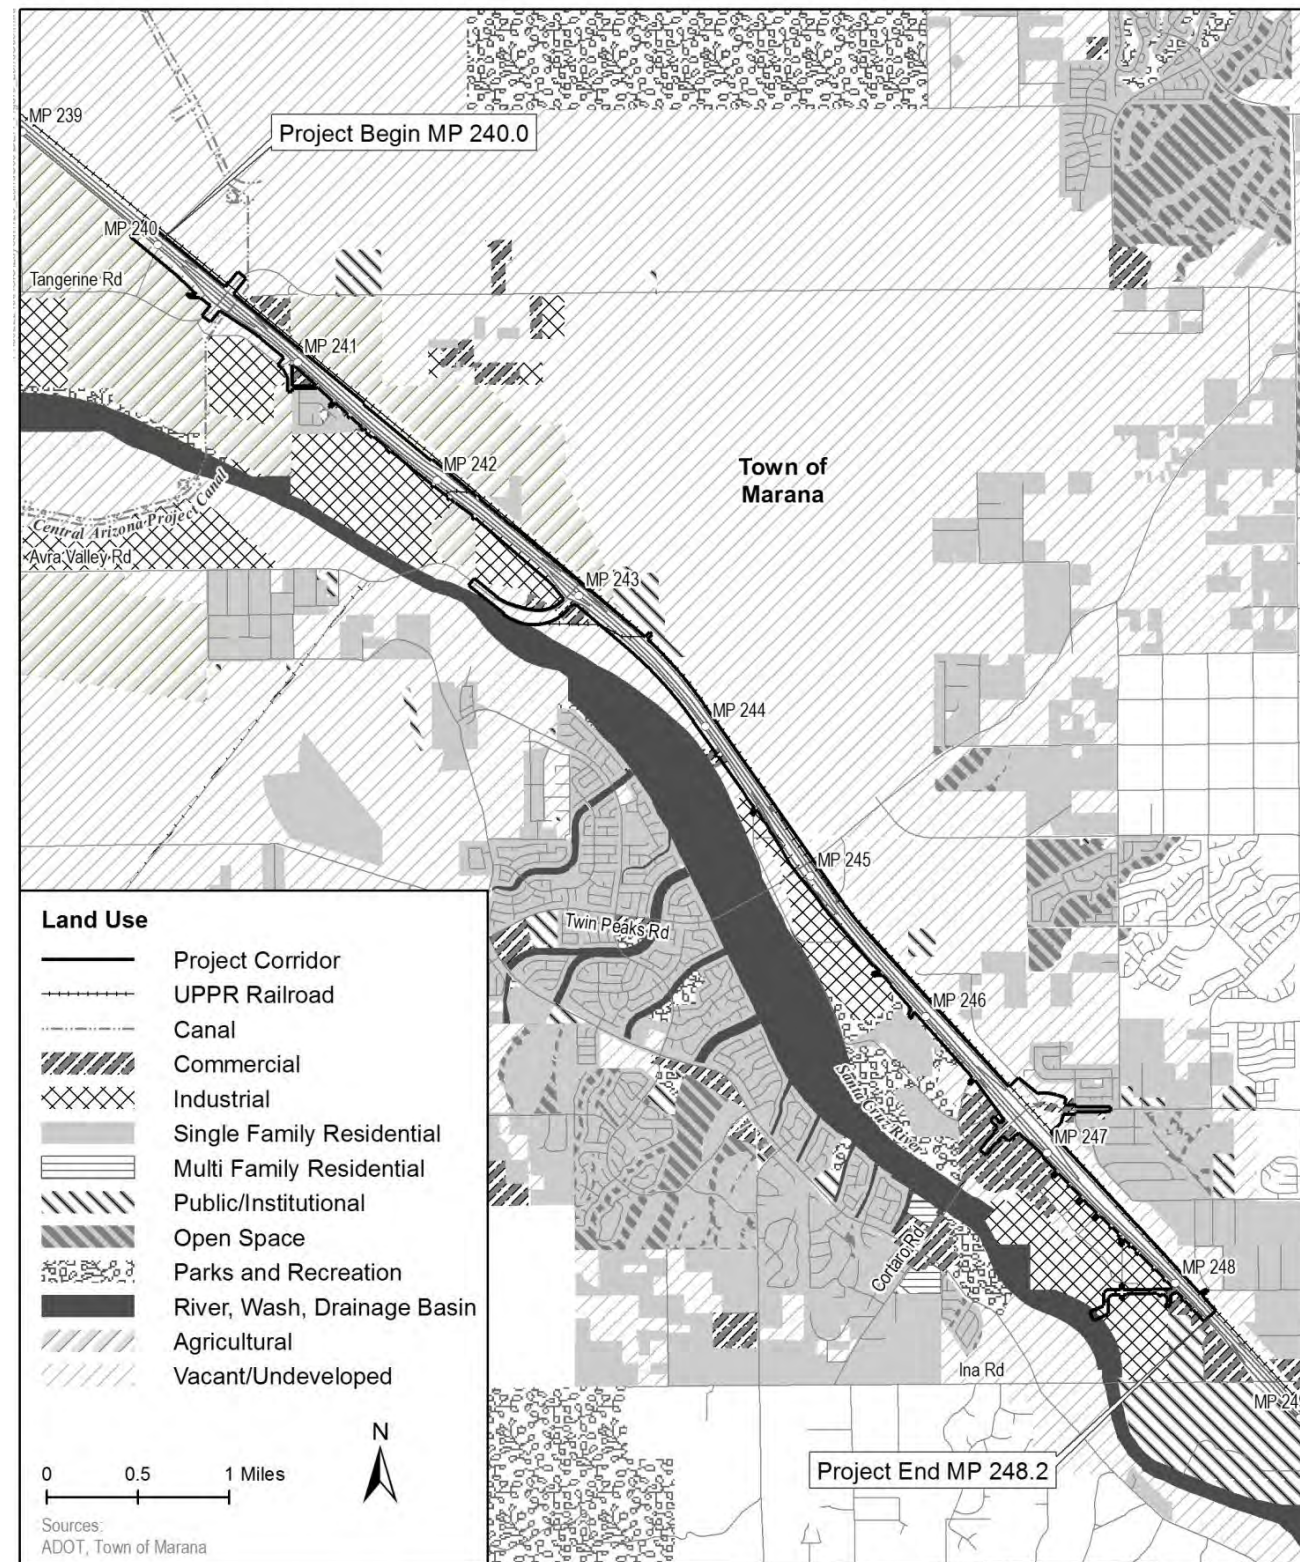 MP 239
Project Begin MP 240.0
MP 240
Tangerine Rd
MP 241
MP 242
Town of
Marana
Central Arizona Project Canal
Avra Valley Rd
MP 243
MP 244
MP 245
Twin Peaks Rd
MP 246
Santa Cruz River
MP 247
Cortaro Rd
MP 248
Ina Rd
MP 249
Project End MP 248.2
Land Use
Project Corridor
UPPR Railroad
Canal
Commercial
Industrial
Single Family Residential
Multi Family Residential
Public/Institutional
Open Space
Parks and Recreation
River, Wash, Drainage Basin
Agricultural
Vacant/Undeveloped
N
0 0.5 1 Miles
Sources:
ADOT, Town of Marana